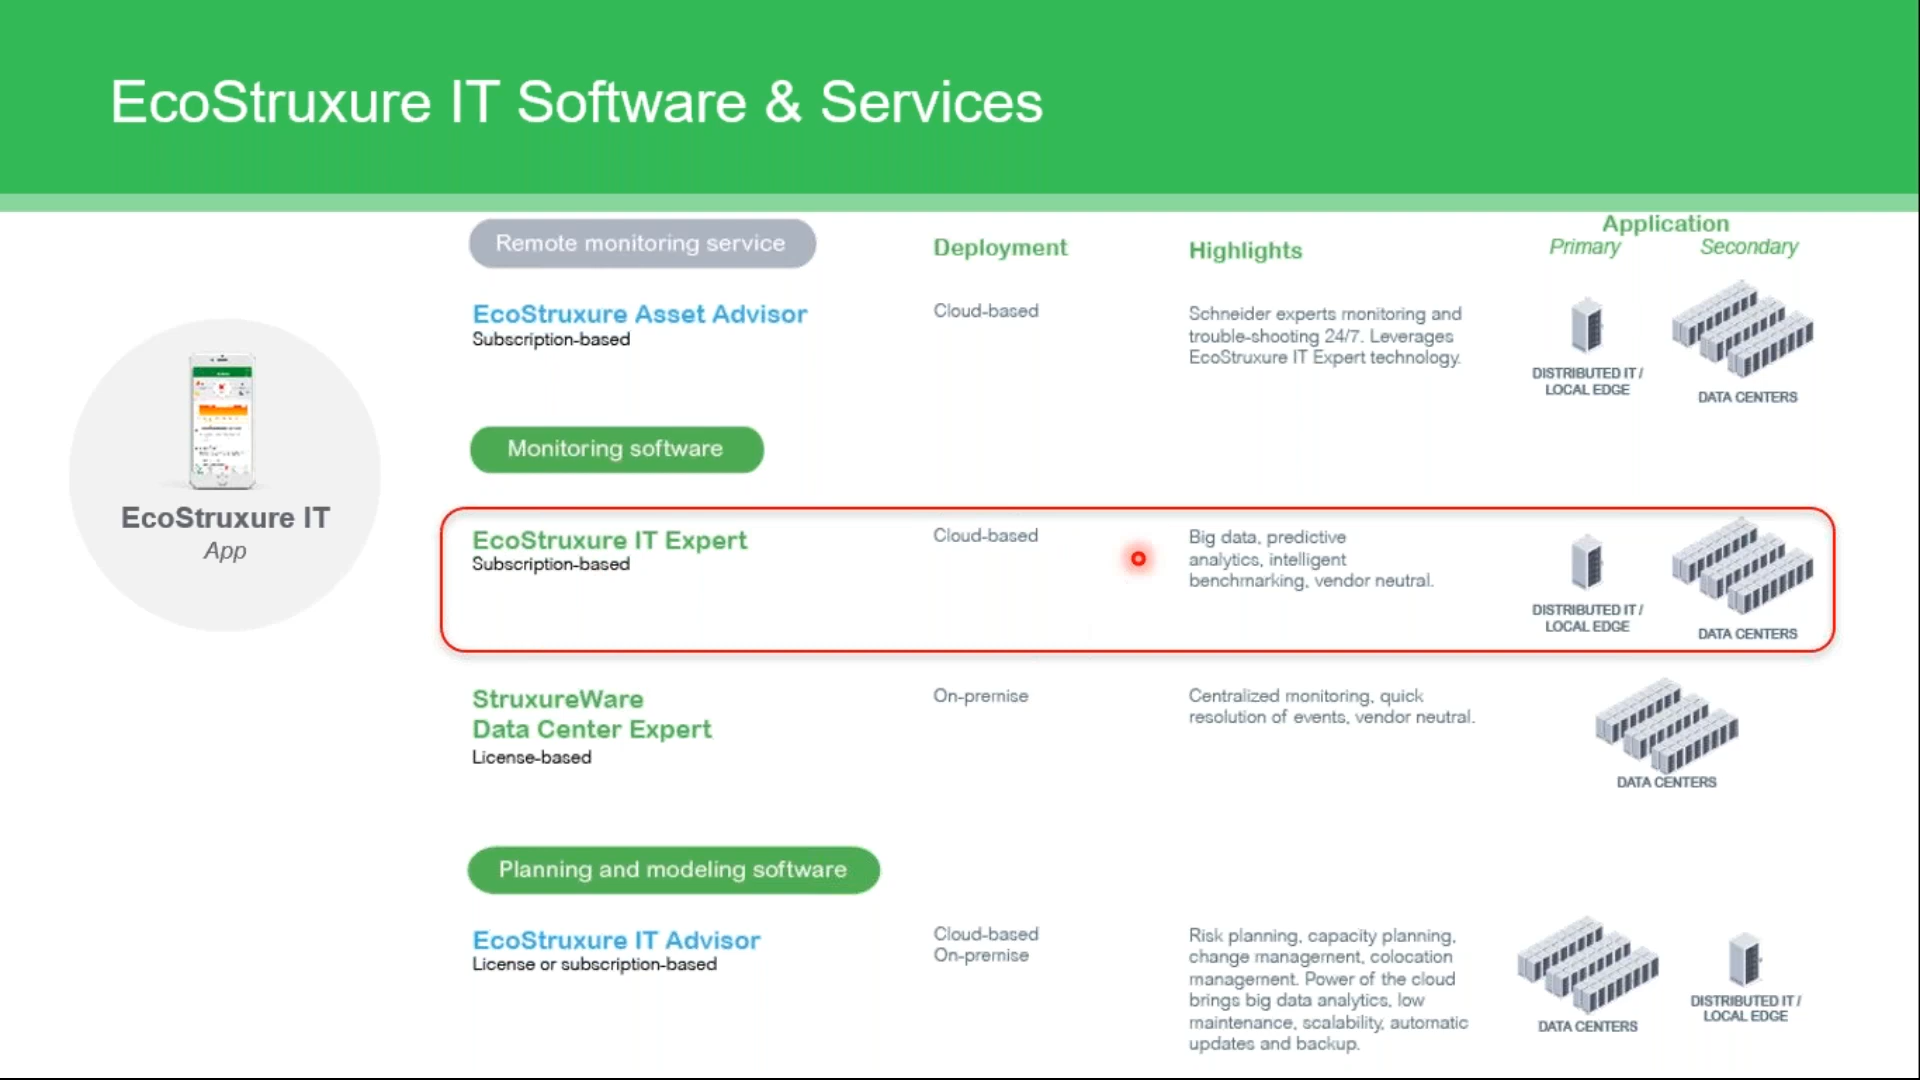 EcoStruxure IT Software & Services
EcoStruxure IT
App
Remote monitoring service
Deployment
Highlights
Application
Primary
Secondary
EcoStruxure Asset Advisor
Subscription-based
Cloud-based
Schneider experts monitoring and
trouble-shooting 24/7. Leverages
EcoStruxure IT Expert technology.
DISTRIBUTED IT /
LOCAL EDGE
DATA CENTERS
Monitoring software
EcoStruxure IT Expert
Subscription-based
Cloud-based
Big data, predictive
analytics, intelligent
benchmarking, vendor neutral.
DISTRIBUTED IT /
LOCAL EDGE
DATA CENTERS
StruxureWare
Data Center Expert
License-based
On-premise
Centralized monitoring, quick
resolution of events, vendor neutral.
DATA CENTERS
Planning and modeling software
EcoStruxure IT Advisor
License or subscription-based
Cloud-based
On-premise
Risk planning, capacity planning,
change management, colocation
management. Power of the cloud
brings big data analytics, low
maintenance, scalability, automatic
updates and backup.
DATA CENTERS
DISTRIBUTED IT /
LOCAL EDGE